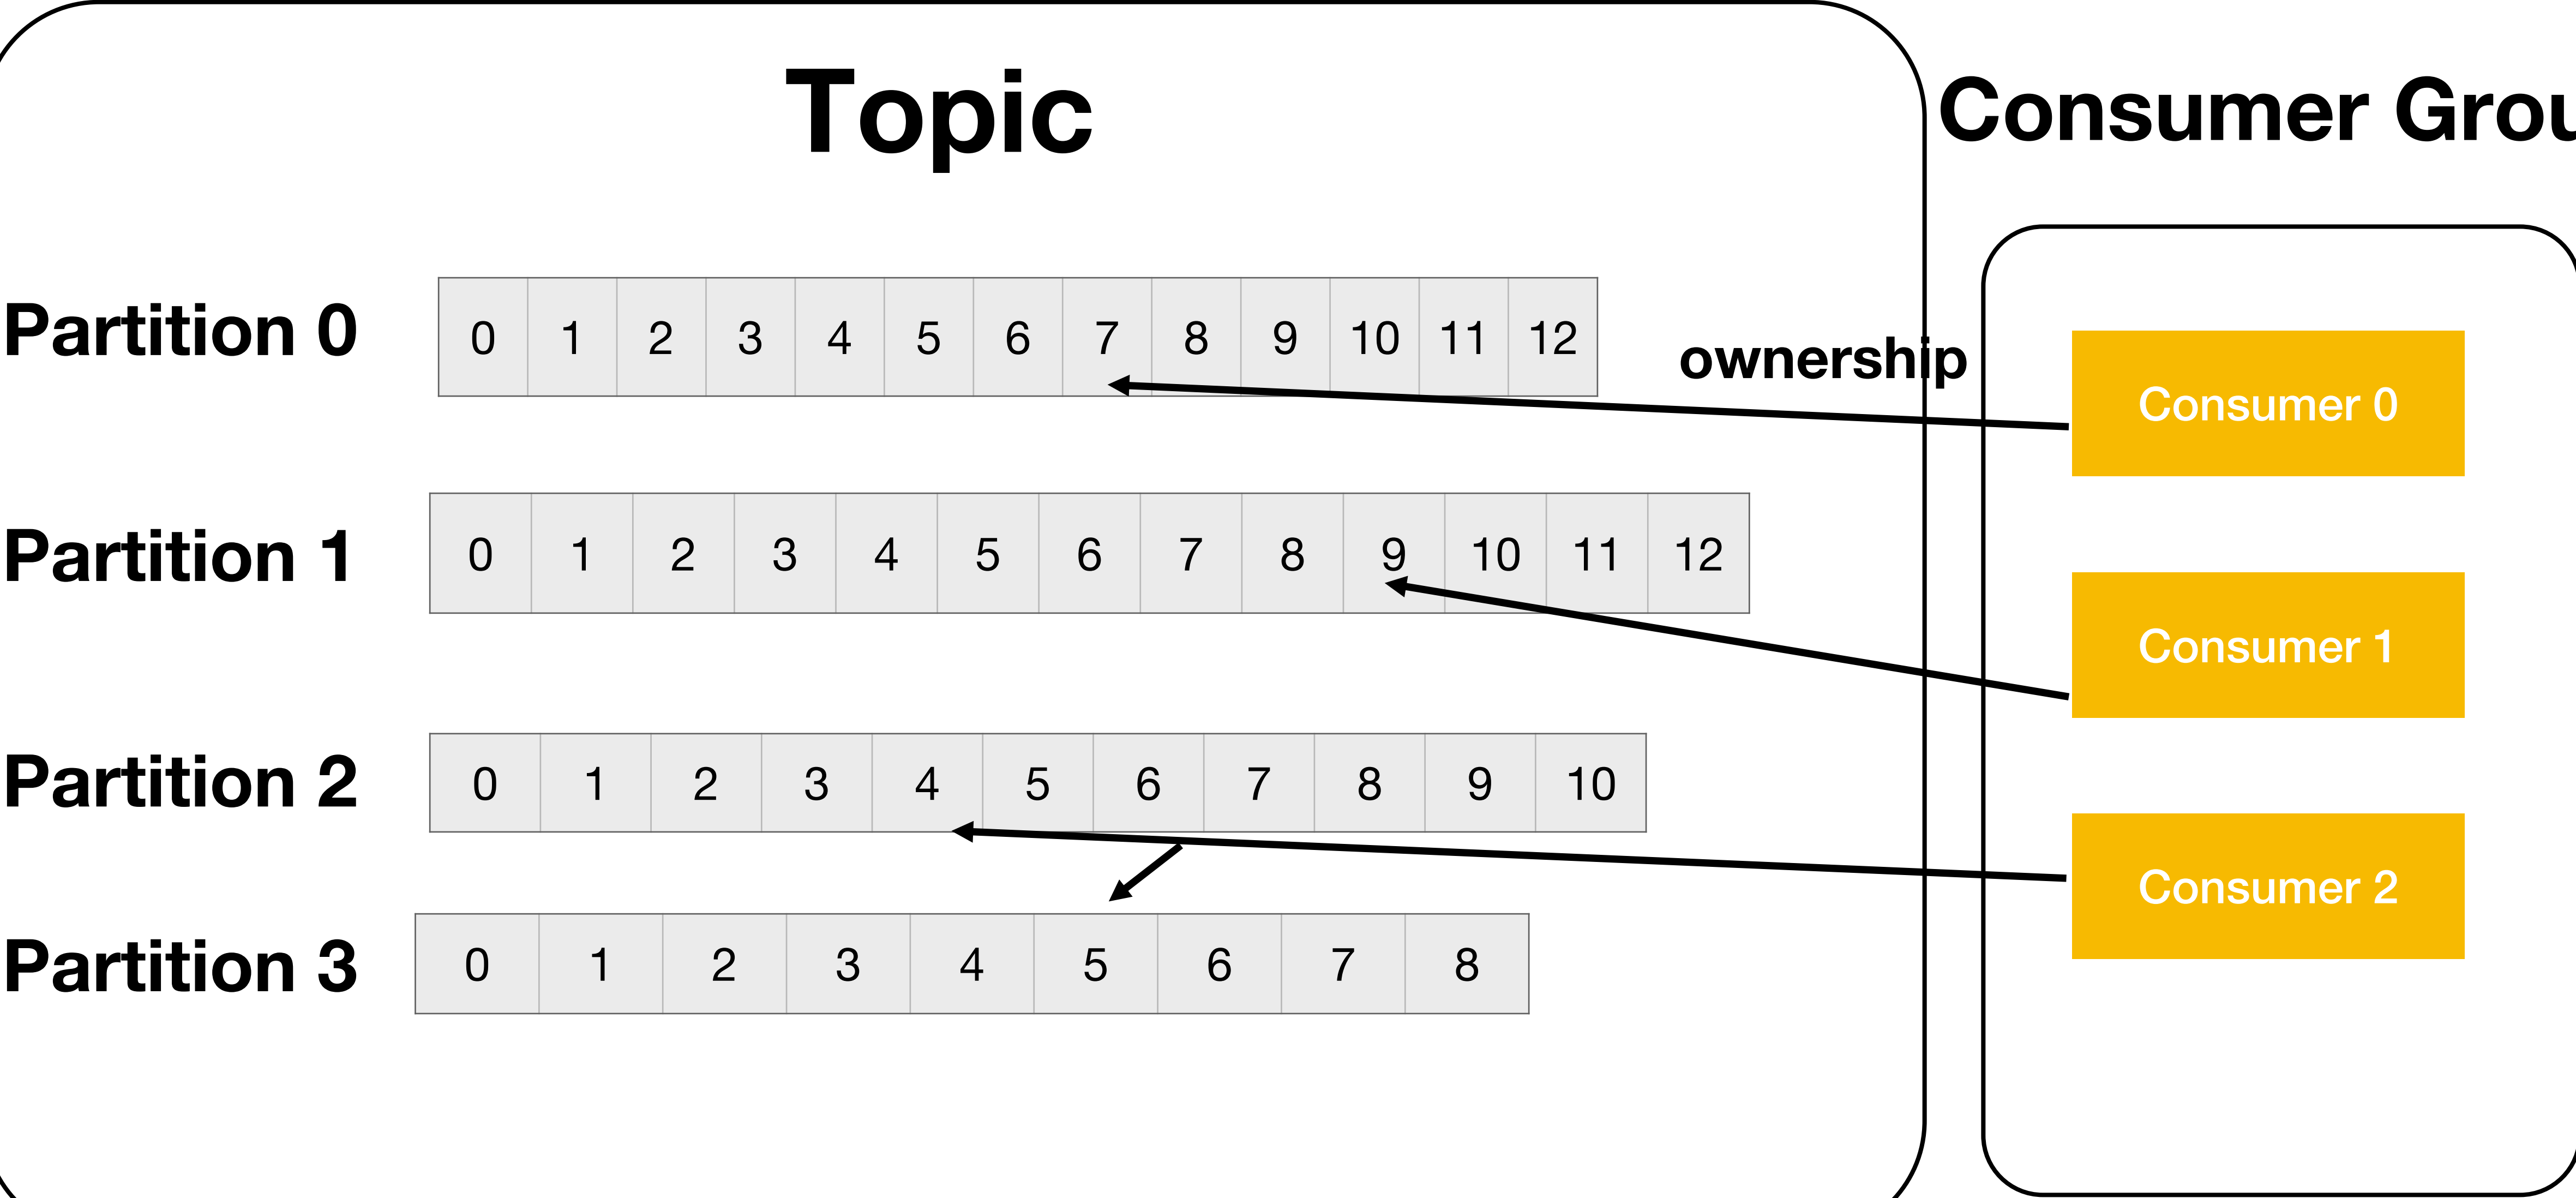 Topic
Consumer Grou
Partition 0
0 1 2 3 4 5 6 7 8 9 10 11 12
ownership
Consumer 0
Partition 1
0 1 2 3 4 5 6 7 8 9 10 11 12
Consumer 1
Partition 2
0 1 2 3 4 5 6 7 8 9 10
Consumer 2
Partition 3
0 1 2 3 4 5 6 7 8